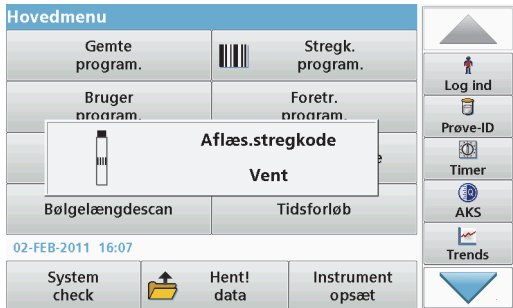 Hovedmenu
Gemte
program.
Stregk.
program.
Bruger
program.
Foretr.
program.
Aflæs.stregkode
Vent
Bølgelængdescan
Tidsforløb
02-FEB-2011 16:07
System
check
Hent!
data
Instrument
opsæt
Log ind
Prøve-ID
Timer
AKS
Trends